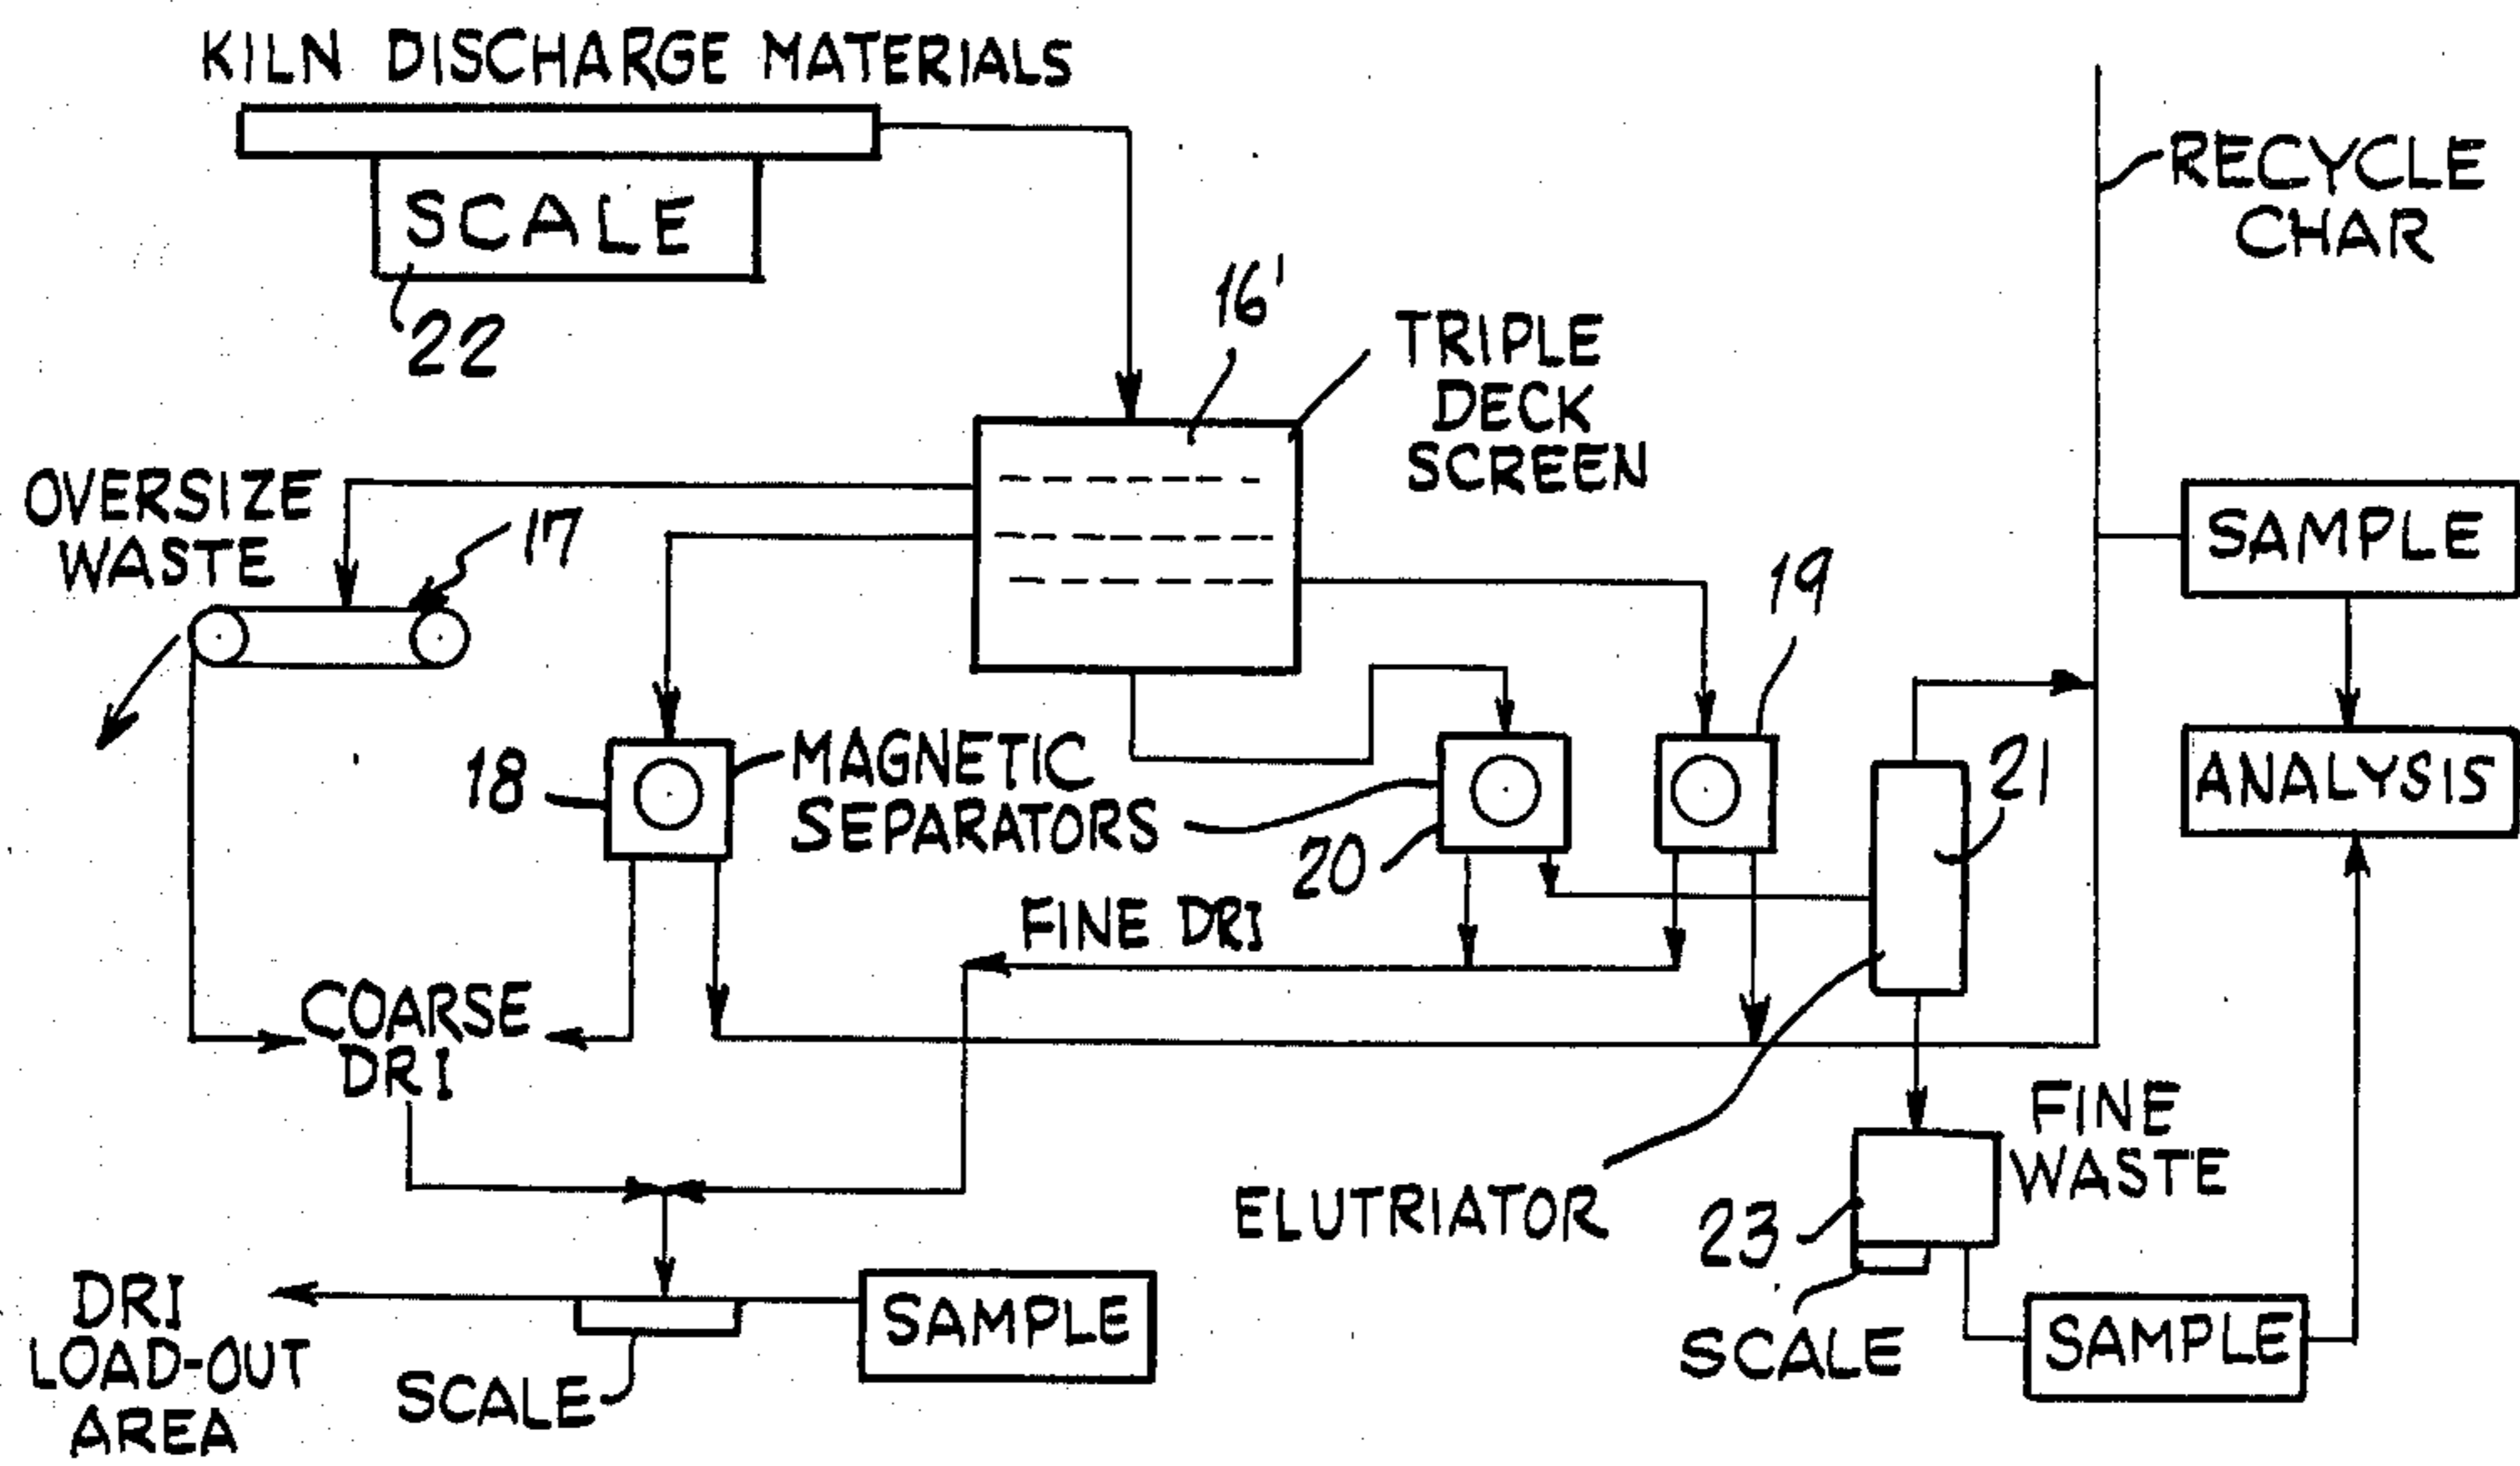 KILN DISCHARGE MATERIALS
SCALE
22
RECYCLE
CHAR
16'
TRIPLE
DECK
SCREEN
OVERSIZE
WASTE
17
SAMPLE
19
18
MAGNETIC
SEPARATORS
20
21
ANALYSIS
FINE DRI
COARSE
DRI
FINE
WASTE
ELUTRIATOR
23
DRI
LOAD-OUT
AREA
SCALE
SAMPLE
SCALE
SAMPLE